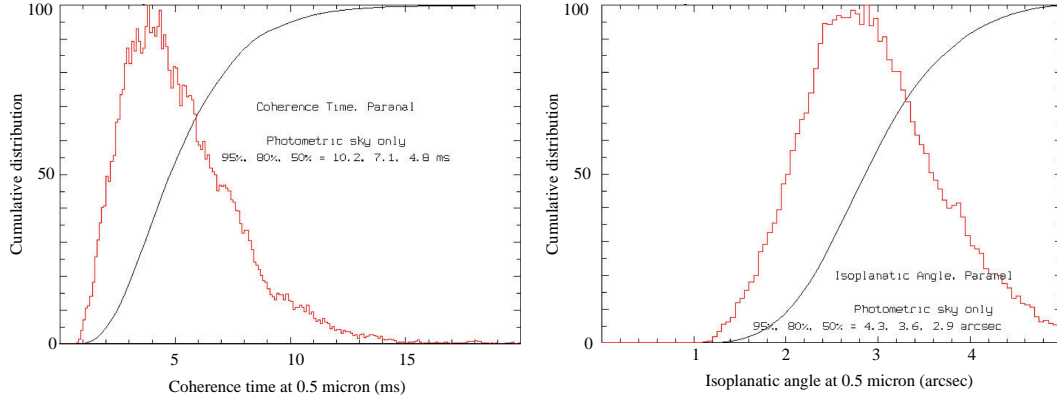 Cumulative distribution
100
50
0
5
10
15
Coherence Time, Paranal
Photometric sky only
95%, 80%, 50% = 10.2, 7.1, 4.8 ms
Coherence time at 0.5 micron (ms)
Cumulative distribution
100
50
0
1
2
3
4
Isoplanatic Angle, Paranal
Photometric sky only
95%, 80%, 50% = 4.3, 3.6, 2.9 arcsec
Isoplanatic angle at 0.5 micron (arcsec)